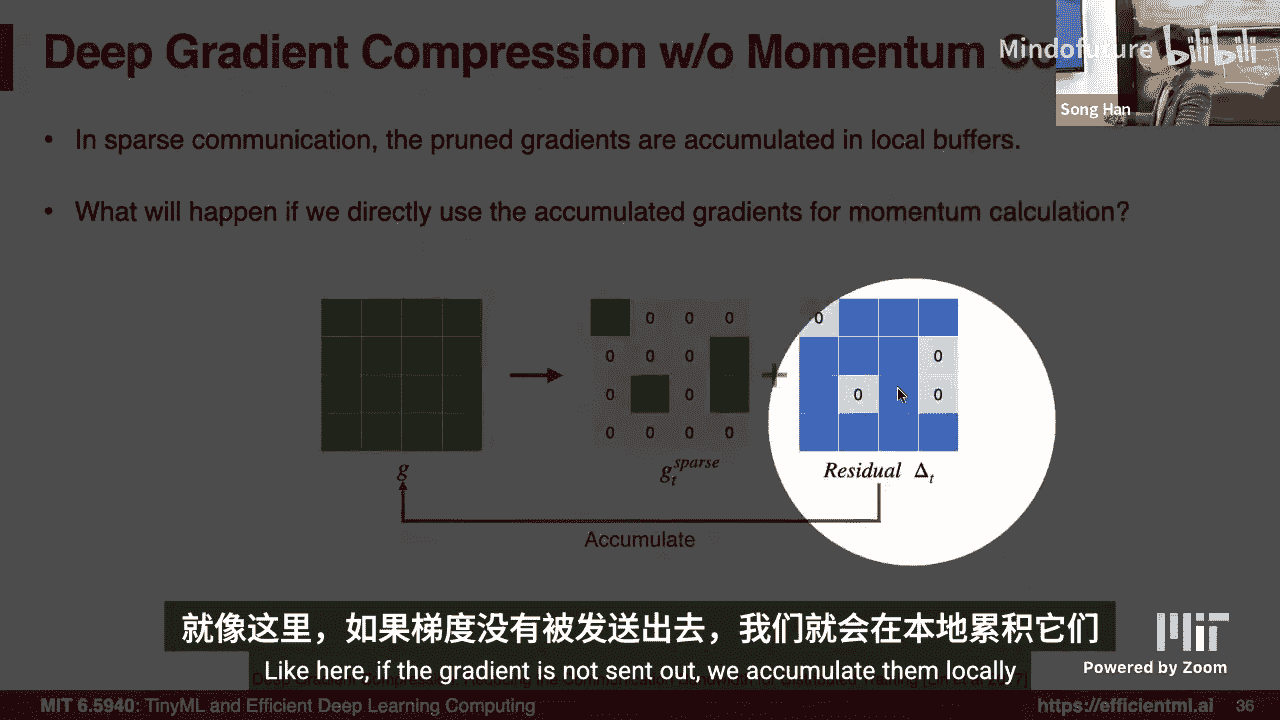 Deep Gradient Compression w/o Momentum
Mindofuture bilibili
Song Han
• In sparse communication, the pruned gradients are accumulated in local buffers.
• What will happen if we directly use the accumulated gradients for momentum calculation?
0 0 0 0
0 0 0 0
0 0 0 0
0 0 0 0
g
g_t^{sparse}
+
Residual Δ_t
Accumulate
就像这里，如果梯度没有被发送出去，我们就会在本地累积它们
Like here, if the gradient is not sent out, we accumulate them locally
MIT
Powered by Zoom
MIT 6.5940: TinyML and Efficient Deep Learning Computing
https://efficientml.ai 36